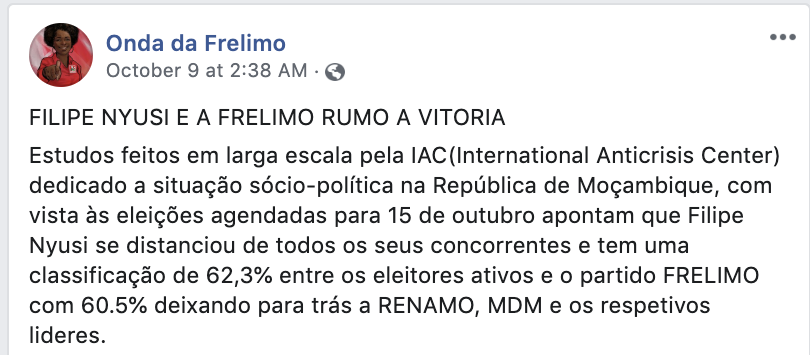 Onda da Frelimo
October 9 at 2:38 AM ·
FILIPE NYUSI E A FRELIMO RUMO A VITORIA
Estudos feitos em larga escala pela IAC(International Anticrisis Center)
dedicado a situação sócio-política na República de Moçambique, com
vista às eleições agendadas para 15 de outubro apontam que Filipe
Nyusi se distanciou de todos os seus concorrentes e tem uma
classificação de 62,3% entre os eleitores ativos e o partido FRELIMO
com 60.5% deixando para trás a RENAMO, MDM e os respetivos
lideres.